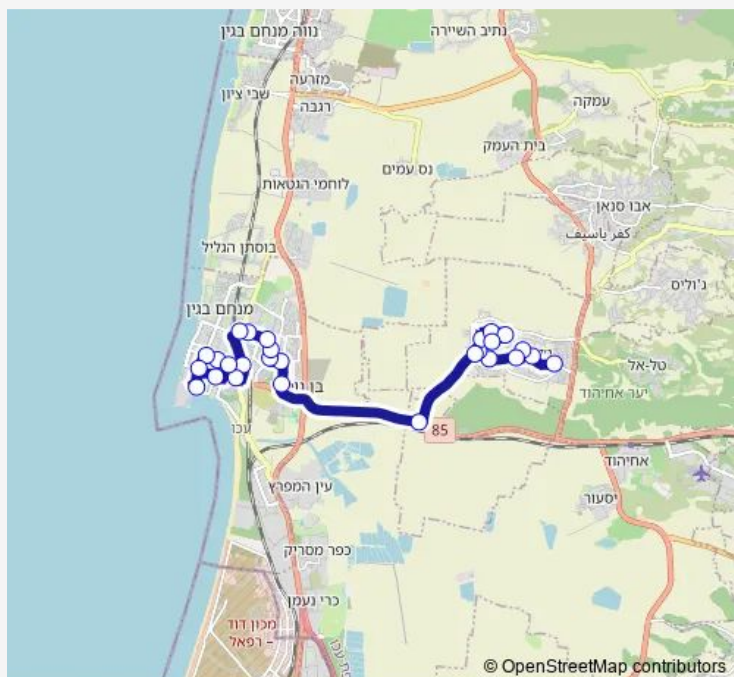 נווה מנחם בגין
נתיב השיירה
מזרעה
שבי ציון
רגבה
עמקה
בית העמק
נס עמים
לוחמי הגטאות
אבו סנאן
كفر ياسيف
בוסתן הגליל
ג'וליס
מנחם בגין
טל-אל
יער אחיהוד
עכו
85
אחיהוד
עין המפרץ
יסעור
כפר מסריק
כרי נעמן
מכון דוד
– רפאל
© OpenStreetMap contributors